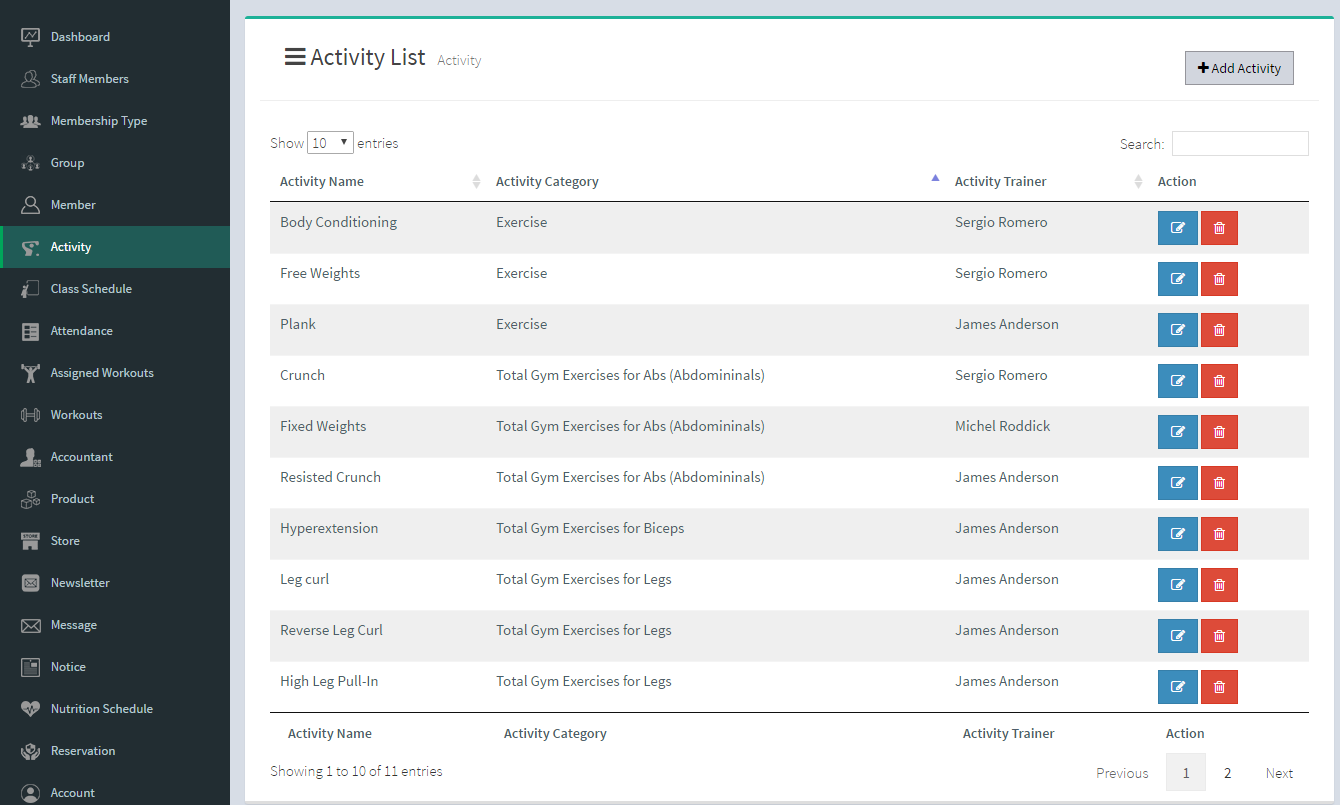 Dashboard
Staff Members
Membership Type
Group
Member
Activity
Class Schedule
Attendance
Assigned Workouts
Workouts
Accountant
Product
STORE
Store
Newsletter
Message
Notice
Nutrition Schedule
Reservation
Account
Activity List Activity
Add Activity
Show 10 entries
Search:
Activity Name Activity Category Activity Trainer Action
Body Conditioning Exercise Sergio Romero
Free Weights Exercise Sergio Romero
Plank Exercise James Anderson
Crunch Total Gym Exercises for Abs (Abdomininals) Sergio Romero
Fixed Weights Total Gym Exercises for Abs (Abdomininals) Michel Roddick
Resisted Crunch Total Gym Exercises for Abs (Abdomininals) James Anderson
Hyperextension Total Gym Exercises for Biceps James Anderson
Leg curl Total Gym Exercises for Legs James Anderson
Reverse Leg Curl Total Gym Exercises for Legs James Anderson
High Leg Pull-In Total Gym Exercises for Legs James Anderson
Activity Name Activity Category Activity Trainer Action
Showing 1 to 10 of 11 entries
Previous 1 2 Next